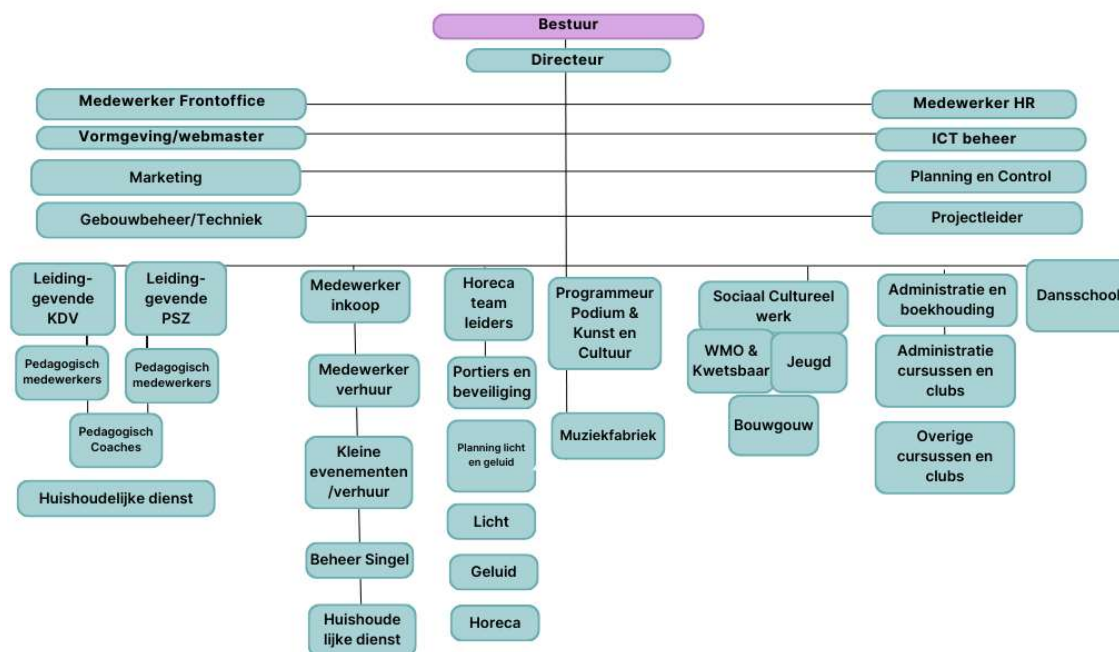 Bestuur
Directeur
Medewerker Frontoffice
Medewerker HR
Vormgeving/webmaster
ICT beheer
Marketing
Planning en Control
Gebouwbeheer/Techniek
Projectleider
Leiding-
gevende
KDV
Leiding-
gevende
PSZ
Medewerker
inkoop
Horeca
team
leiders
Programmeur
Podium &
Kunst en
Cultuur
Sociaal Cultureel
werk
Administratie en
boekhouding
Dansschool
Pedagogisch
medewerkers
Pedagogisch
medewerkers
Medewerker
verhuur
Portiers en
beveiliging
WMO &
Kwetsbaar
Jeugd
Administratie
cursussen en
clubs
Pedagogisch
Coaches
Kleine
evenementen
/verhuur
Planning licht
en geluid
Muziekfabriek
Bouwgouw
Overige
cursussen en
clubs
Huishoudelijke dienst
Licht
Beheer Singel
Geluid
Huishoude
lijke dienst
Horeca